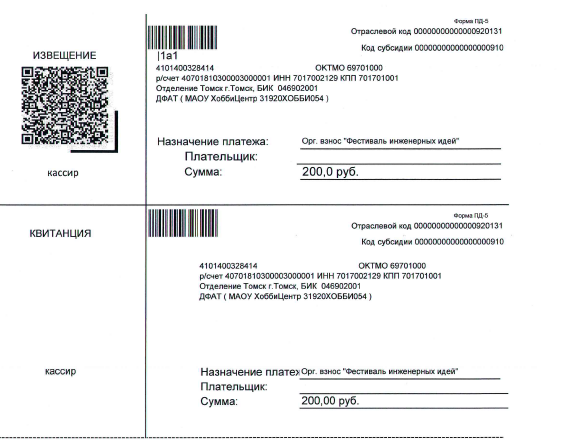 Форма ПД-5
Отраслевой код 00000000000000920131
Код субсидии 00000000000000000910
ИЗВЕЩЕНИЕ
|1а1
4101400328414 ОКТМО 69701000
р/счет 40701810300003000001 ИНН 7017002129 КПП 701701001
Отделение Томск г.Томск, БИК 046902001
ДФАТ ( МАОУ ХоббиЦентр 31920ХОББИ054 )
Назначение платежа: Орг. взнос "Фестиваль инженерных идей"
Плательщик:
кассир
Сумма: 200,0 руб.
Форма ПД-5
Отраслевой код 00000000000000920131
КВИТАНЦИЯ
Код субсидии 00000000000000000910
4101400328414 ОКТМО 69701000
р/счет 40701810300003000001 ИНН 7017002129 КПП 701701001
Отделение Томск г.Томск, БИК 046902001
ДФАТ ( МАОУ ХоббиЦентр 31920ХОББИ054 )
кассир
Назначение платеж Орг. взнос "Фестиваль инженерных идей"
Плательщик:
Сумма: 200,00 руб.